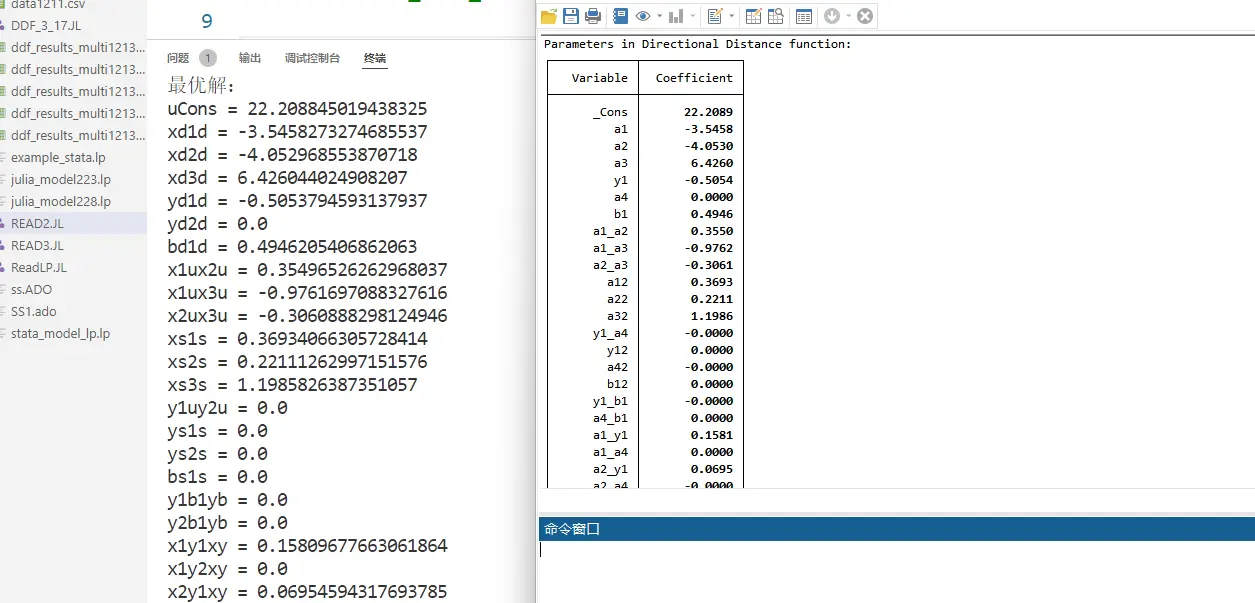 data1211.csv
DDF_3_17.JL
ddf_results_multi1213...
ddf_results_multi1213...
ddf_results_multi1213...
ddf_results_multi1213...
ddf_results_multi1213...
example_stata.lp
julia_model223.lp
julia_model228.lp
READ2.JL
READ3.JL
ReadLP.JL
ss.ADO
SS1.ado
stata_model_lp.lp
9
问题 1 输出 调试控制台 终端
最优解:
uCons = 22.208845019438325
xd1d = -3.5458273274685537
xd2d = -4.052968553870718
xd3d = 6.426044024908207
yd1d = -0.5053794593137937
yd2d = 0.0
bd1d = 0.4946205406862063
x1ux2u = 0.35496526262968037
x1ux3u = -0.9761697088327616
x2ux3u = -0.3060888298124946
xs1s = 0.36934066305728414
xs2s = 0.22111262997151576
xs3s = 1.1985826387351057
y1uy2u = 0.0
ys1s = 0.0
ys2s = 0.0
bs1s = 0.0
y1b1yb = 0.0
y2b1yb = 0.0
x1y1xy = 0.15809677663061864
x1y2xy = 0.0
x2y1xy = 0.06954594317693785
Parameters in Directional Distance function:
Variable Coefficient
_Cons 22.2089
a1 -3.5458
a2 -4.0530
a3 6.4260
y1 -0.5054
a4 0.0000
b1 0.4946
a1_a2 0.3550
a1_a3 -0.9762
a2_a3 -0.3061
a12 0.3693
a22 0.2211
a32 1.1986
y1_a4 -0.0000
y12 0.0000
a42 -0.0000
b12 0.0000
y1_b1 -0.0000
a4_b1 0.0000
a1_y1 0.1581
a1_a4 0.0000
a2_y1 0.0695
a2_a4 -0.0000
命令窗口